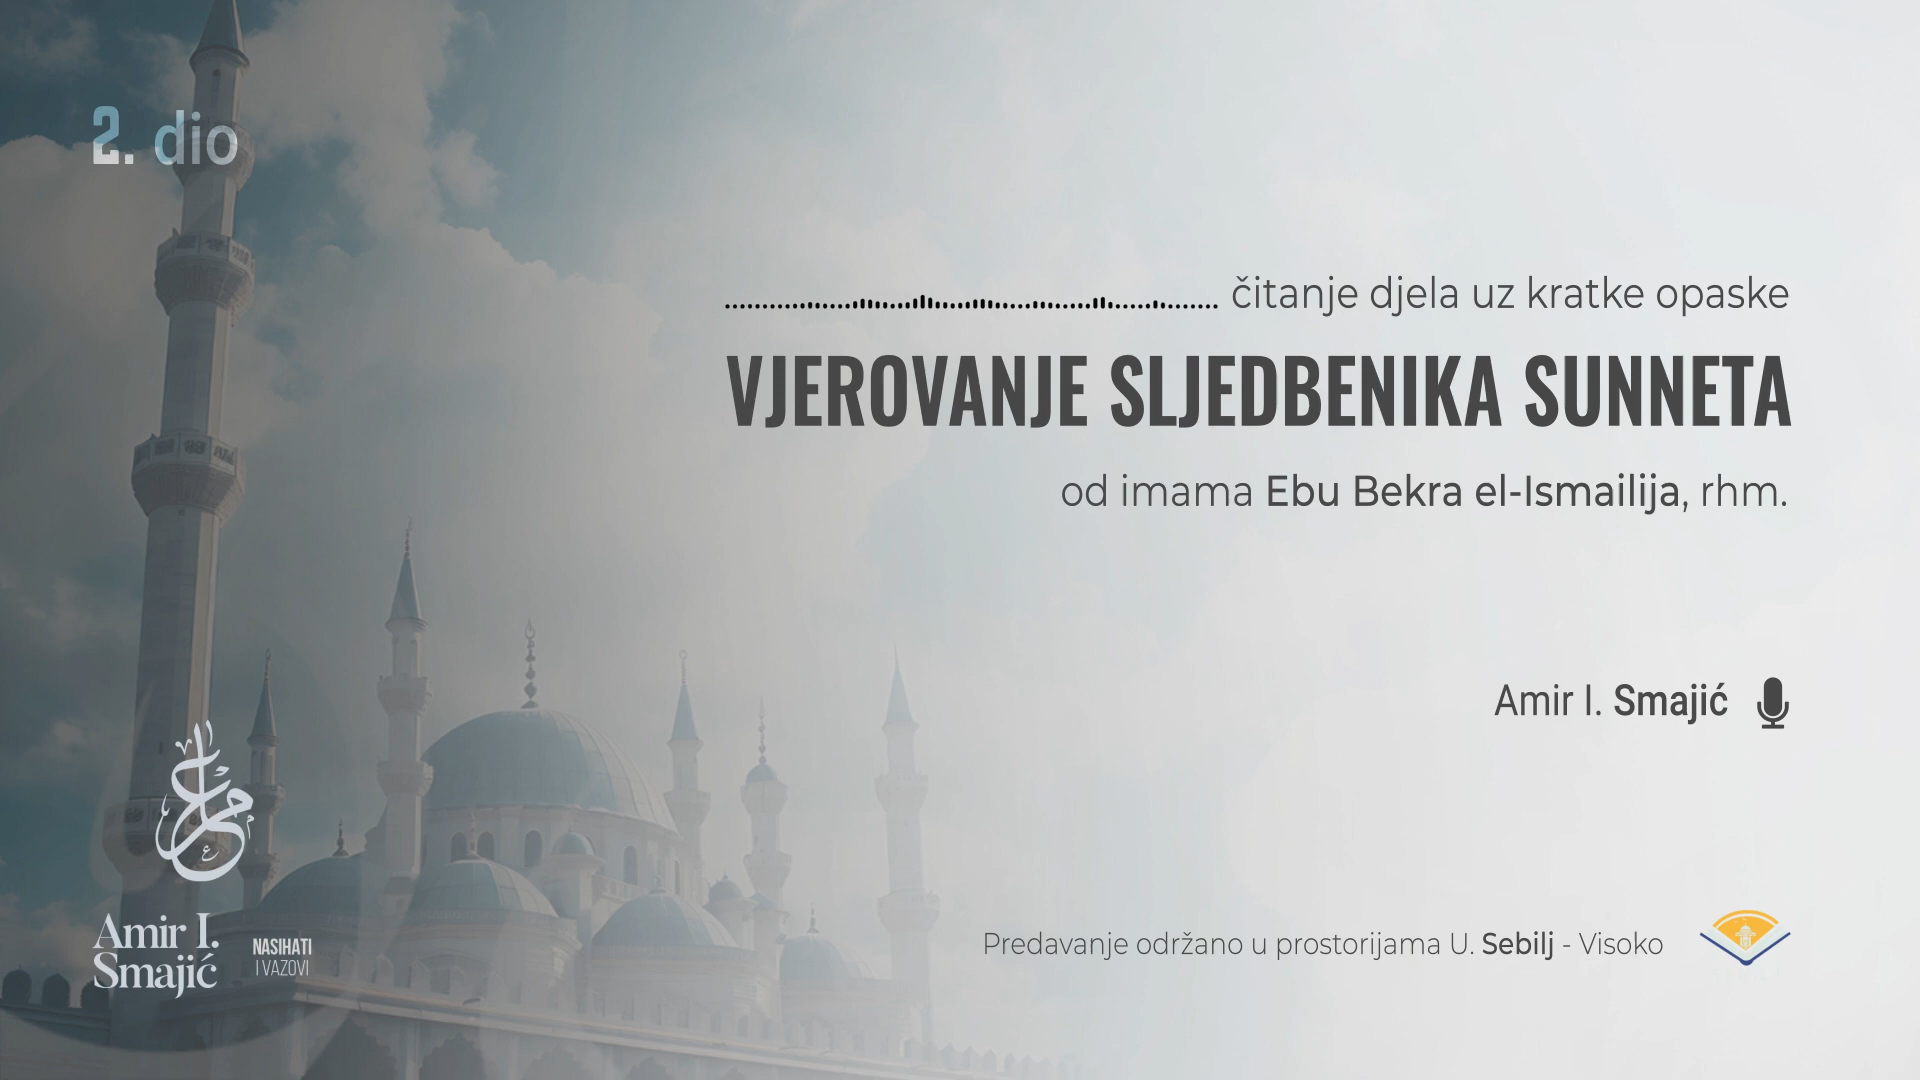 2. dio
čitanje djela uz kratke opaske
VJEROVANJE SLJEDBENIKA SUNNETA
od imama Ebu Bekra el-Ismailija, rhm.
Amir I. Smajić
Amir I.
Smajić
NASIHATI
I VAZOVI
Predavanje održano u prostorijama U. Sebilj - Visoko